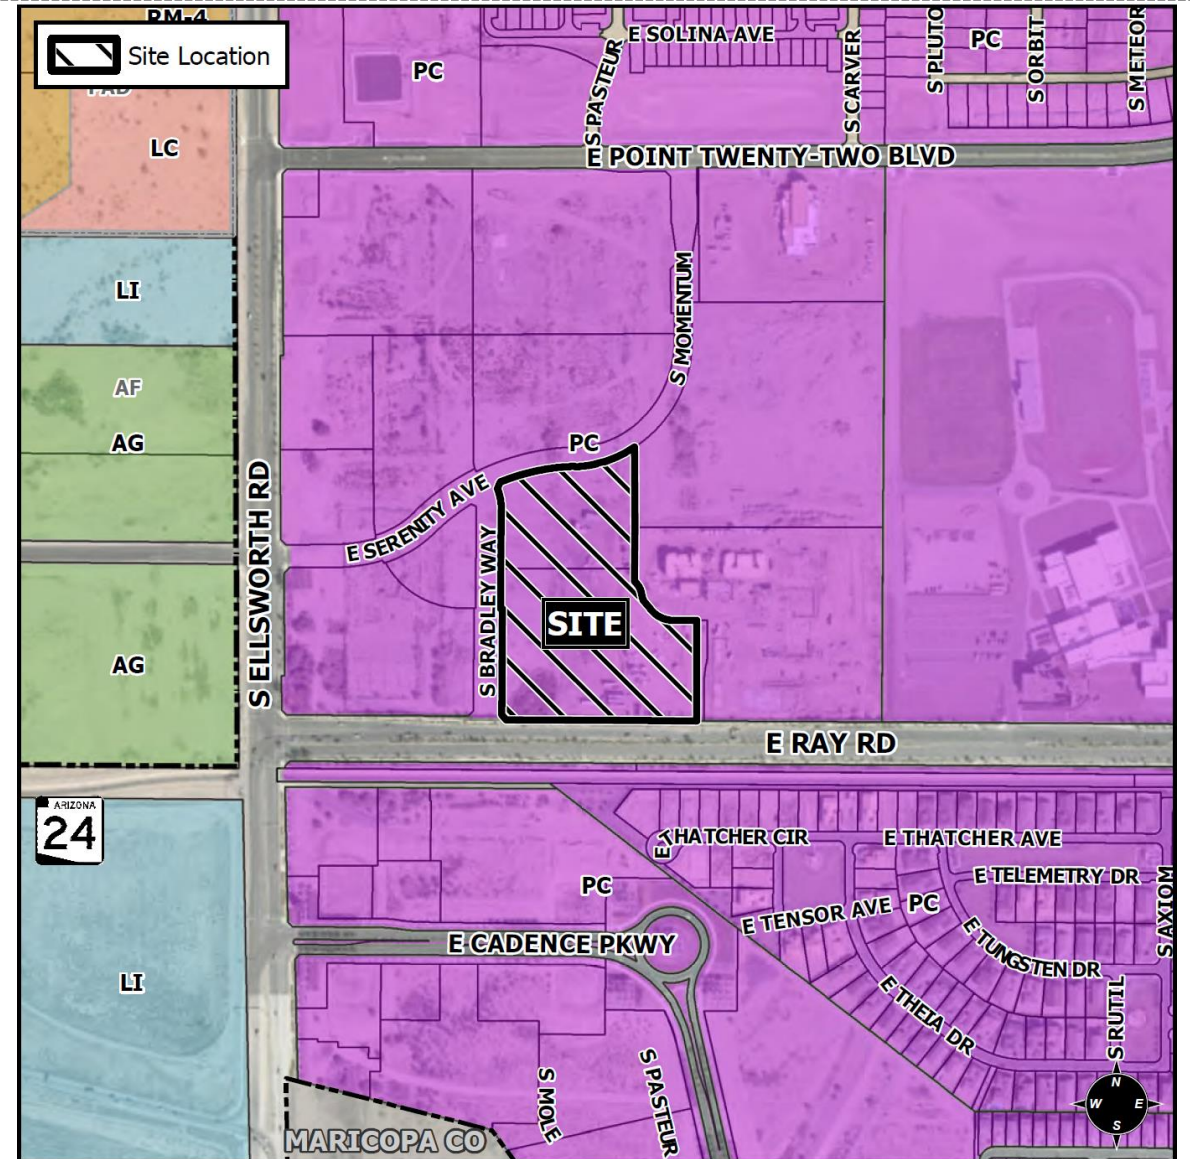 RM-4
Site Location
PAD
LC
PC
E SOLINA AVE
S PASTEUR
S CARVER
S PLUTO
PC
S ORBIT
S METEOR
E POINT TWENTY-TWO BLVD
LI
AF
AG
S MOMENTUM
PC
E SERENITY AVE
S ELLSWORTH RD
S BRADLEY WAY
SITE
AG
E RAY RD
ARIZONA
24
E THATCHER CIR
E THATCHER AVE
E TELEMETRY DR
PC
E TENSOR AVE
PC
S AXIOM
E CADENCE PKWY
E TUNGSTEN DR
LI
E THEIA DR
S RUTIL
S MOLE
S PASTEUR
MARICOPA CO
N
W
E
S